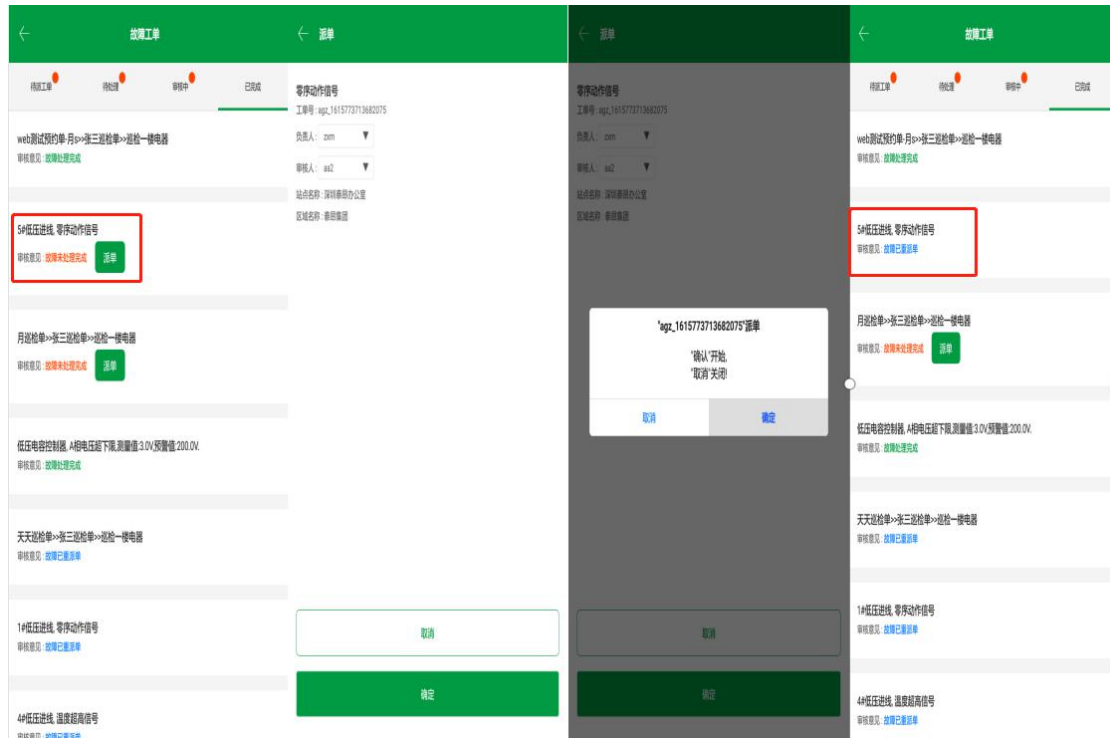 故障工单
待派工单
待处理
审核中
已完成
web测试预约单-月s>>张三巡检单>>巡检一楼电器
审核意见: 故障处理完成
5#低压进线, 零序动作信号
审核意见: 故障未处理完成
派单
月巡检单>>张三巡检单>>巡检一楼电器
审核意见: 故障未处理完成
派单
低压电容控制器, A相电压超下限,测量值:3.0V,预警值:200.0V.
审核意见: 故障处理完成
天天巡检单>>张三巡检单>>巡检一楼电器
审核意见: 故障已重派单
1#低压进线, 零序动作信号
审核意见: 故障已重派单
4#低压进线, 温度超高信号
审核意见: 故障已重派单
派单
零序动作信号
工单号: agz_1615773713682075
负责人: zxm ▼
审核人: aa2 ▼
站点名称: 深圳泰昂办公室
区域名称: 泰昂集团
取消
确定
派单
零序动作信号
工单号: agz_1615773713682075
负责人: zxm ▼
审核人: aa2 ▼
站点名称: 深圳泰昂办公室
区域名称: 泰昂集团
'agz_1615773713682075'派单
'确认'开始,
'取消'关闭!
取消
确定
取消
确定
故障工单
待派工单
待处理
审核中
已完成
web测试预约单-月s>>张三巡检单>>巡检一楼电器
审核意见: 故障处理完成
5#低压进线, 零序动作信号
审核意见: 故障已重派单
月巡检单>>张三巡检单>>巡检一楼电器
审核意见: 故障未处理完成
派单
低压电容控制器, A相电压超下限,测量值:3.0V,预警值:200.0V.
审核意见: 故障处理完成
天天巡检单>>张三巡检单>>巡检一楼电器
审核意见: 故障已重派单
1#低压进线, 零序动作信号
审核意见: 故障已重派单
4#低压进线, 温度超高信号
审核意见: 故障已重派单